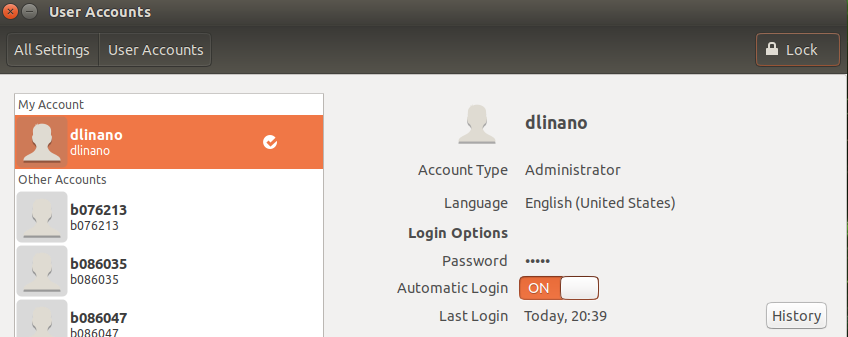 User Accounts
All Settings User Accounts Lock
My Account
dlinano
dlinano
Other Accounts
b076213
b076213
b086035
b086035
b086047
b086047
dlinano
Account Type Administrator
Language English (United States)
Login Options
Password •••••
Automatic Login ON
Last Login Today, 20:39 History